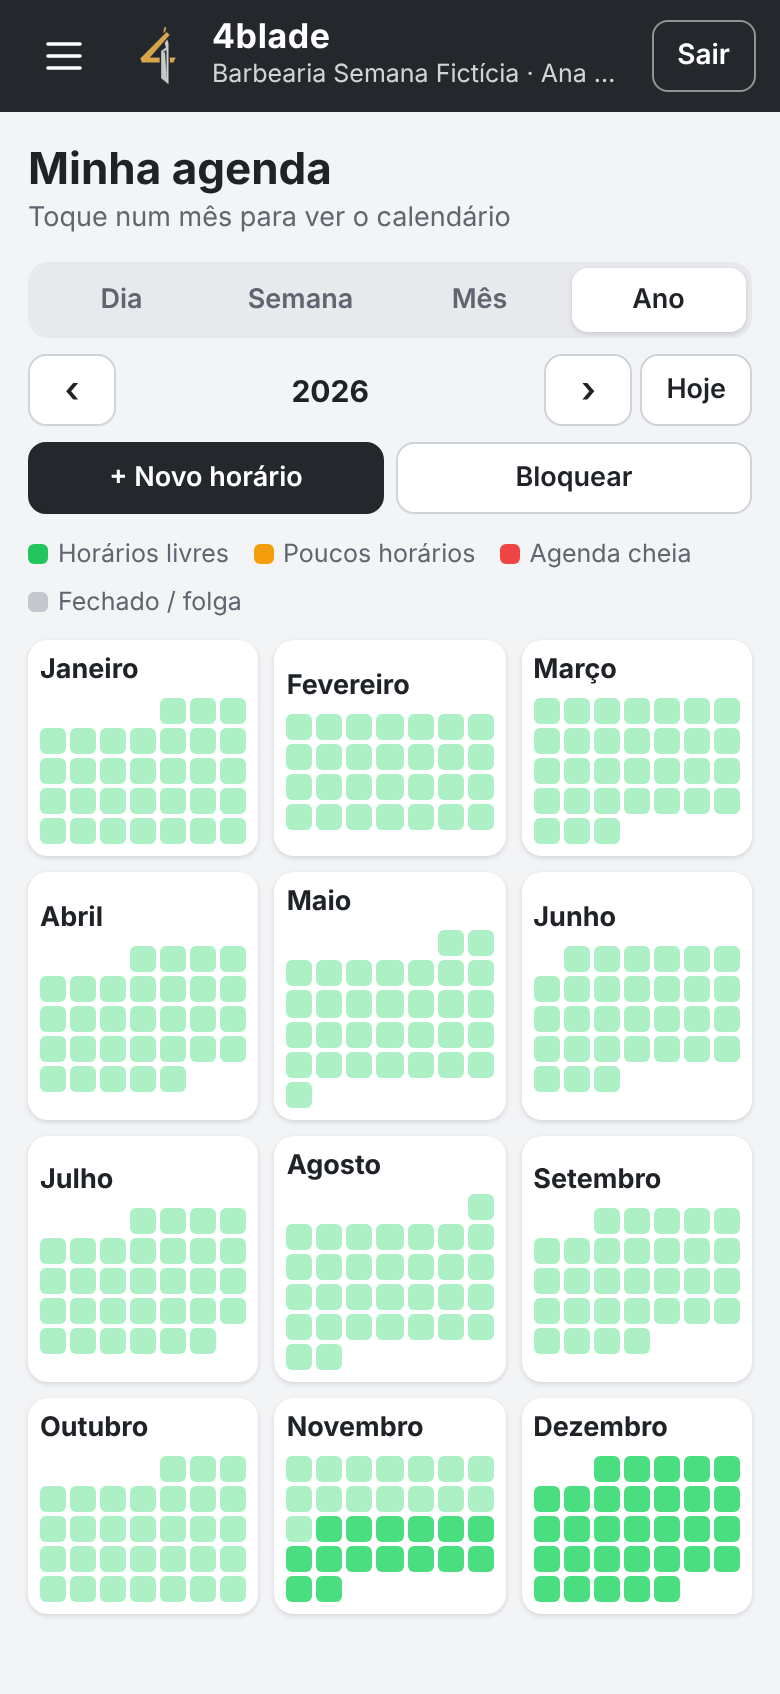 4blade
Barbearia Semana Fictícia · Ana ...
Sair
Minha agenda
Toque num mês para ver o calendário
Dia Semana Mês Ano
‹ 2026 › Hoje
+ Novo horário Bloquear
Horários livres Poucos horários Agenda cheia
Fechado / folga
Janeiro Fevereiro Março
Abril Maio Junho
Julho Agosto Setembro
Outubro Novembro Dezembro